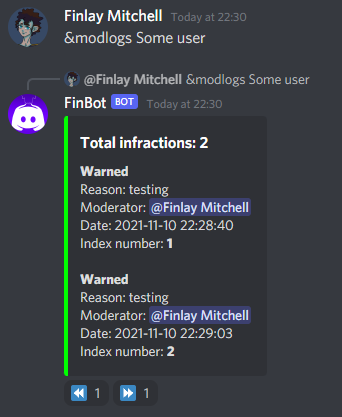 Finlay Mitchell Today at 22:30
&modlogs Some user
@Finlay Mitchell &modlogs Some user
FinBot BOT Today at 22:30
Total infractions: 2
Warned
Reason: testing
Moderator: @Finlay Mitchell
Date: 2021-11-10 22:28:40
Index number: 1
Warned
Reason: testing
Moderator: @Finlay Mitchell
Date: 2021-11-10 22:29:03
Index number: 2
⏪ 1 ⏩ 1